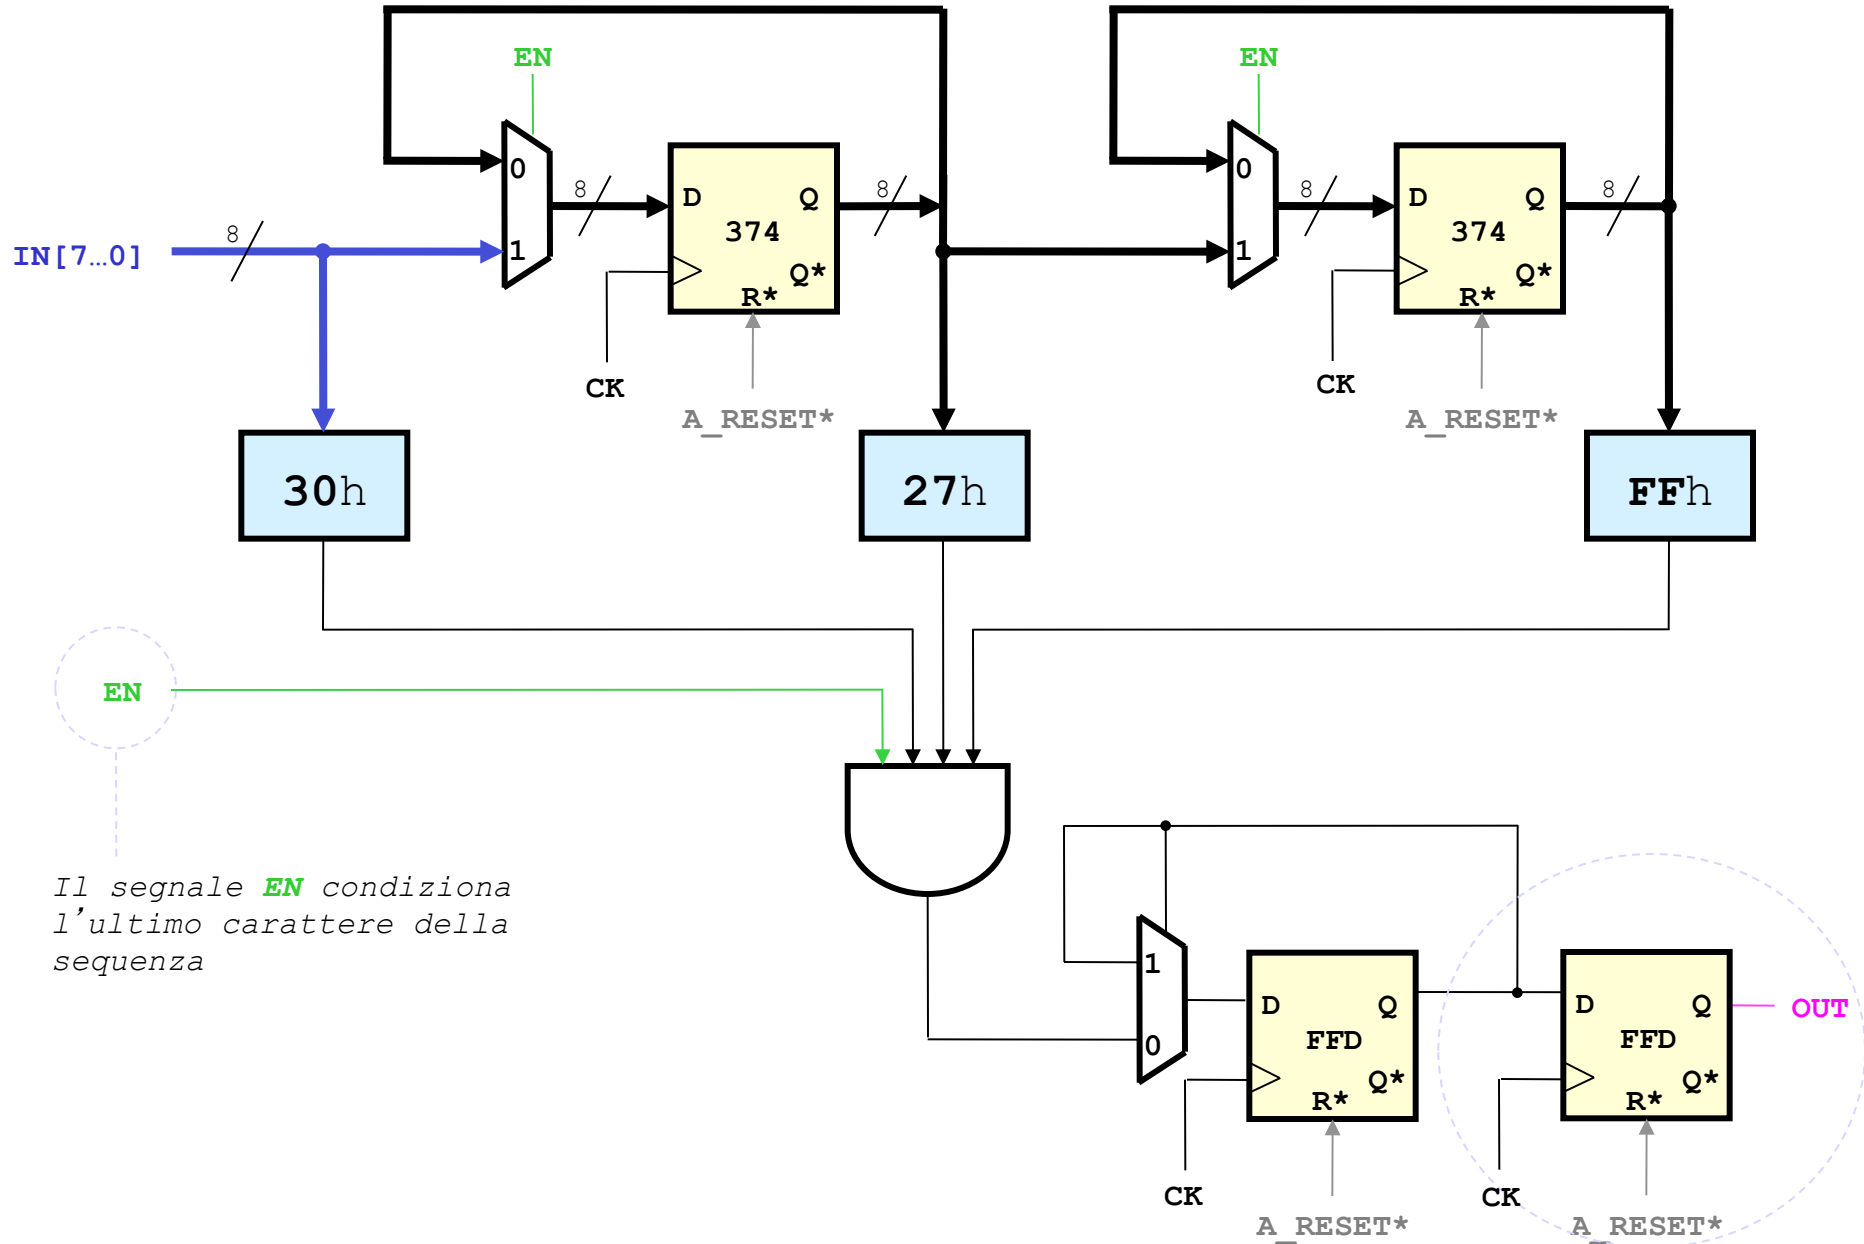 EN EN
0 0
8 8 8 8
D Q D Q
8
374 374
IN[7…0] 1 1
Q* Q*
R* R*
CK CK
A_RESET* A_RESET*
30h 27h FFh
EN
Il segnale EN condiziona
l’ultimo carattere della
sequenza
1
D Q D Q OUT
FFD FFD
0
Q* Q*
R* R*
CK CK
A_RESET* A_RESET*